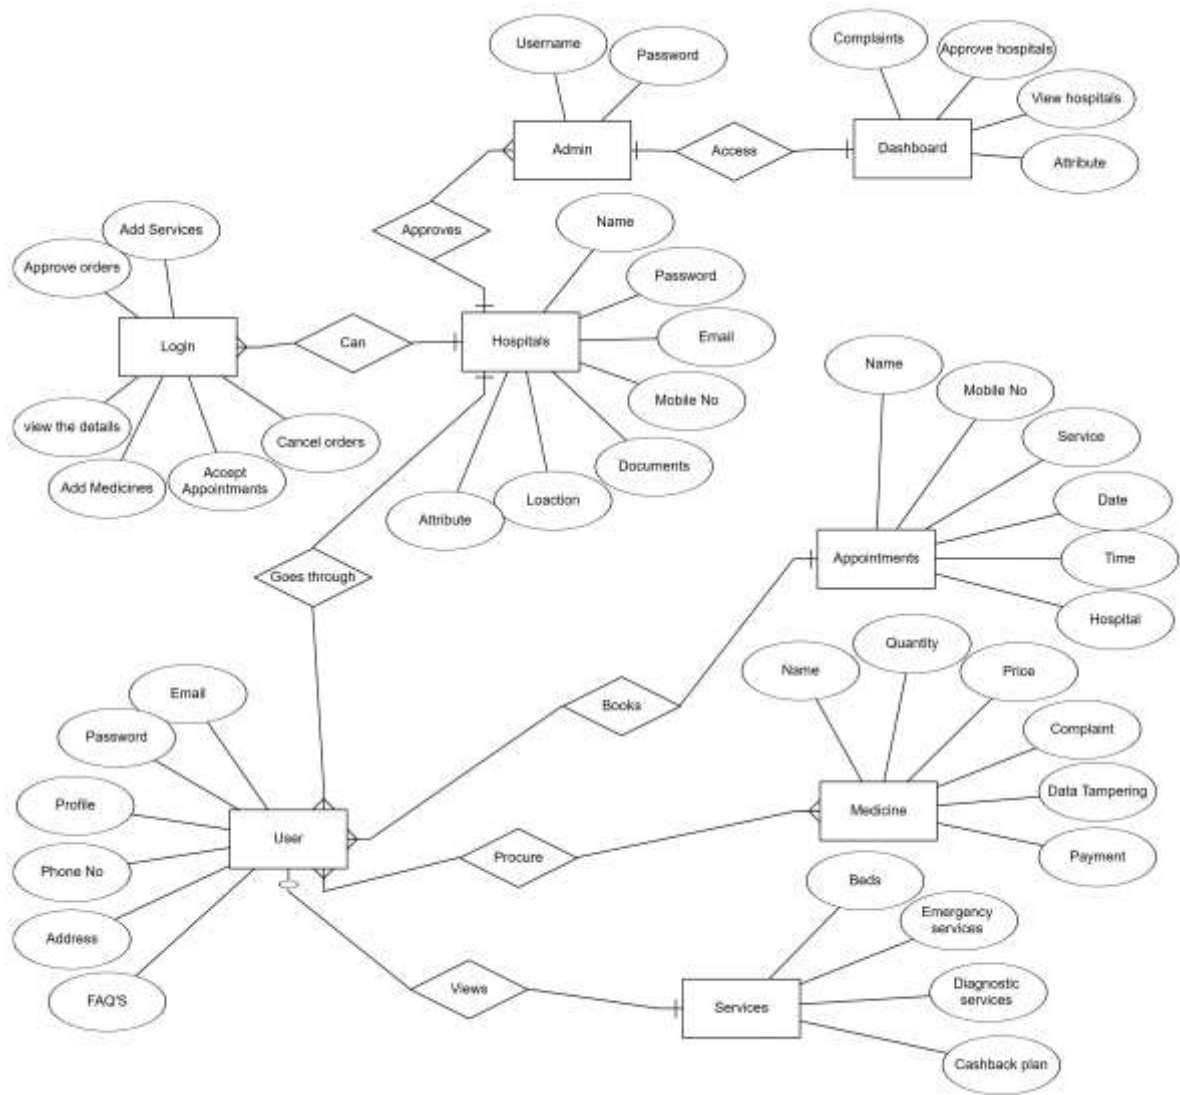 Username
Password
Complaints
Approve hospitals
View hospitals
Attribute
Admin
Access
Dashboard
Add Services
Approve orders
Approves
Name
Password
Email
Mobile No
Documents
Loaction
Attribute
Login
Can
Hospitals
view the details
Add Medicines
Accept
Appointments
Cancel orders
Name
Mobile No
Service
Date
Time
Hospital
Appointments
Goes through
Books
Email
Password
Profile
Phone No
Address
FAQ'S
User
Procure
Name
Quantity
Price
Complaint
Data Tampering
Payment
Medicine
Views
Beds
Emergency
services
Diagnostic
services
Cashback plan
Services